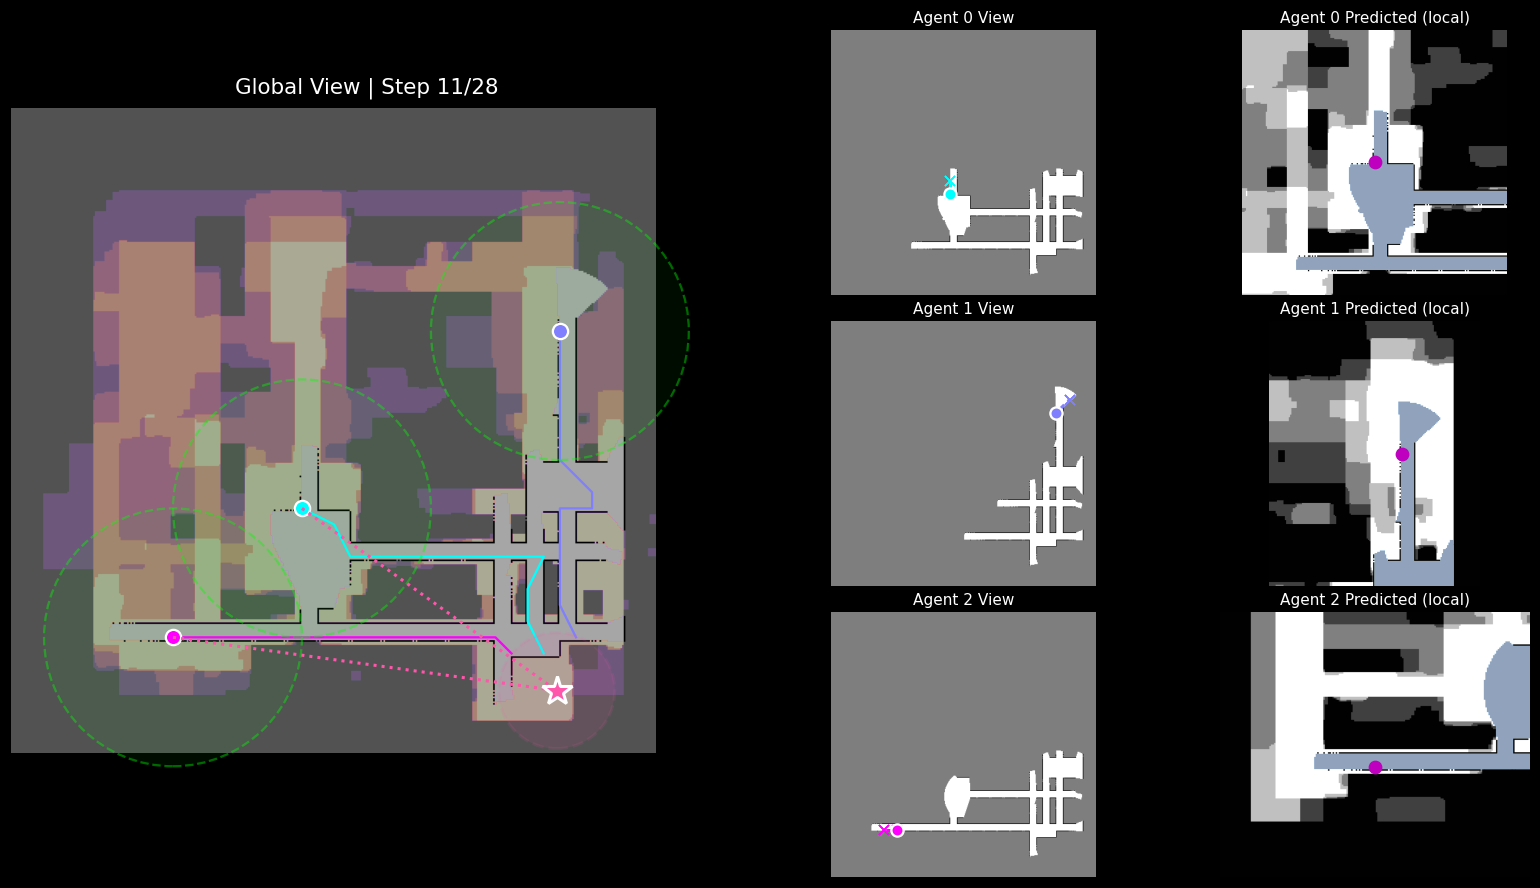 Global View | Step 11/28
Agent 0 View
Agent 0 Predicted (local)
Agent 1 View
Agent 1 Predicted (local)
Agent 2 View
Agent 2 Predicted (local)